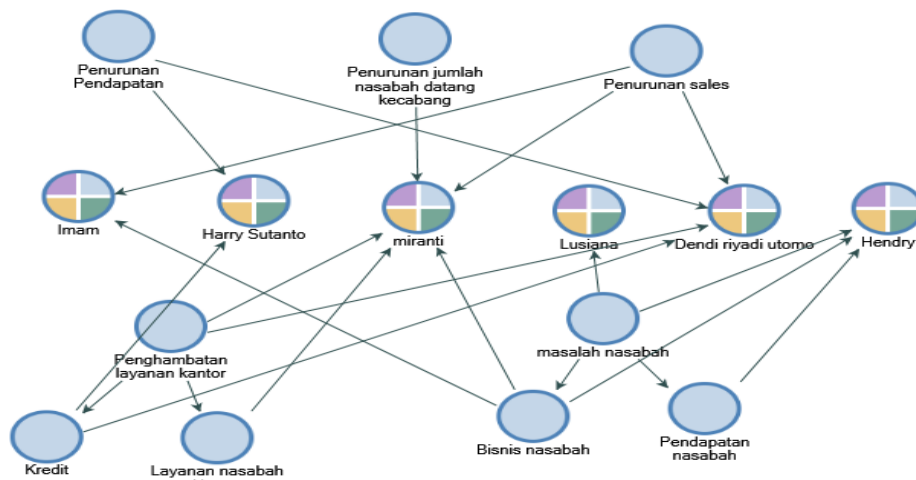 Penurunan
Pendapatan
Penurunan jumlah
nasabah datang
kecabang
Penurunan sales
Imam
Harry Sutanto
miranti
Lusiana
Dendi riyadi utomo
Hendry
Penghambatan
layanan kantor
masalah nasabah
Kredit
Layanan nasabah
Bisnis nasabah
Pendapatan
nasabah